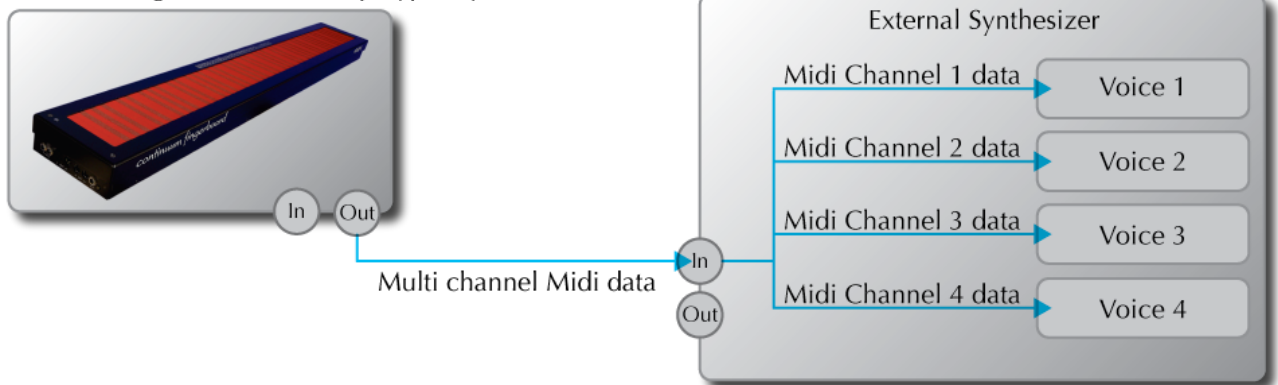 External Synthesizer
Midi Channel 1 data
Voice 1
Midi Channel 2 data
Voice 2
continuum fingerboard
Midi Channel 3 data
Voice 3
In
Out
In
Multi channel Midi data
Midi Channel 4 data
Voice 4
Out